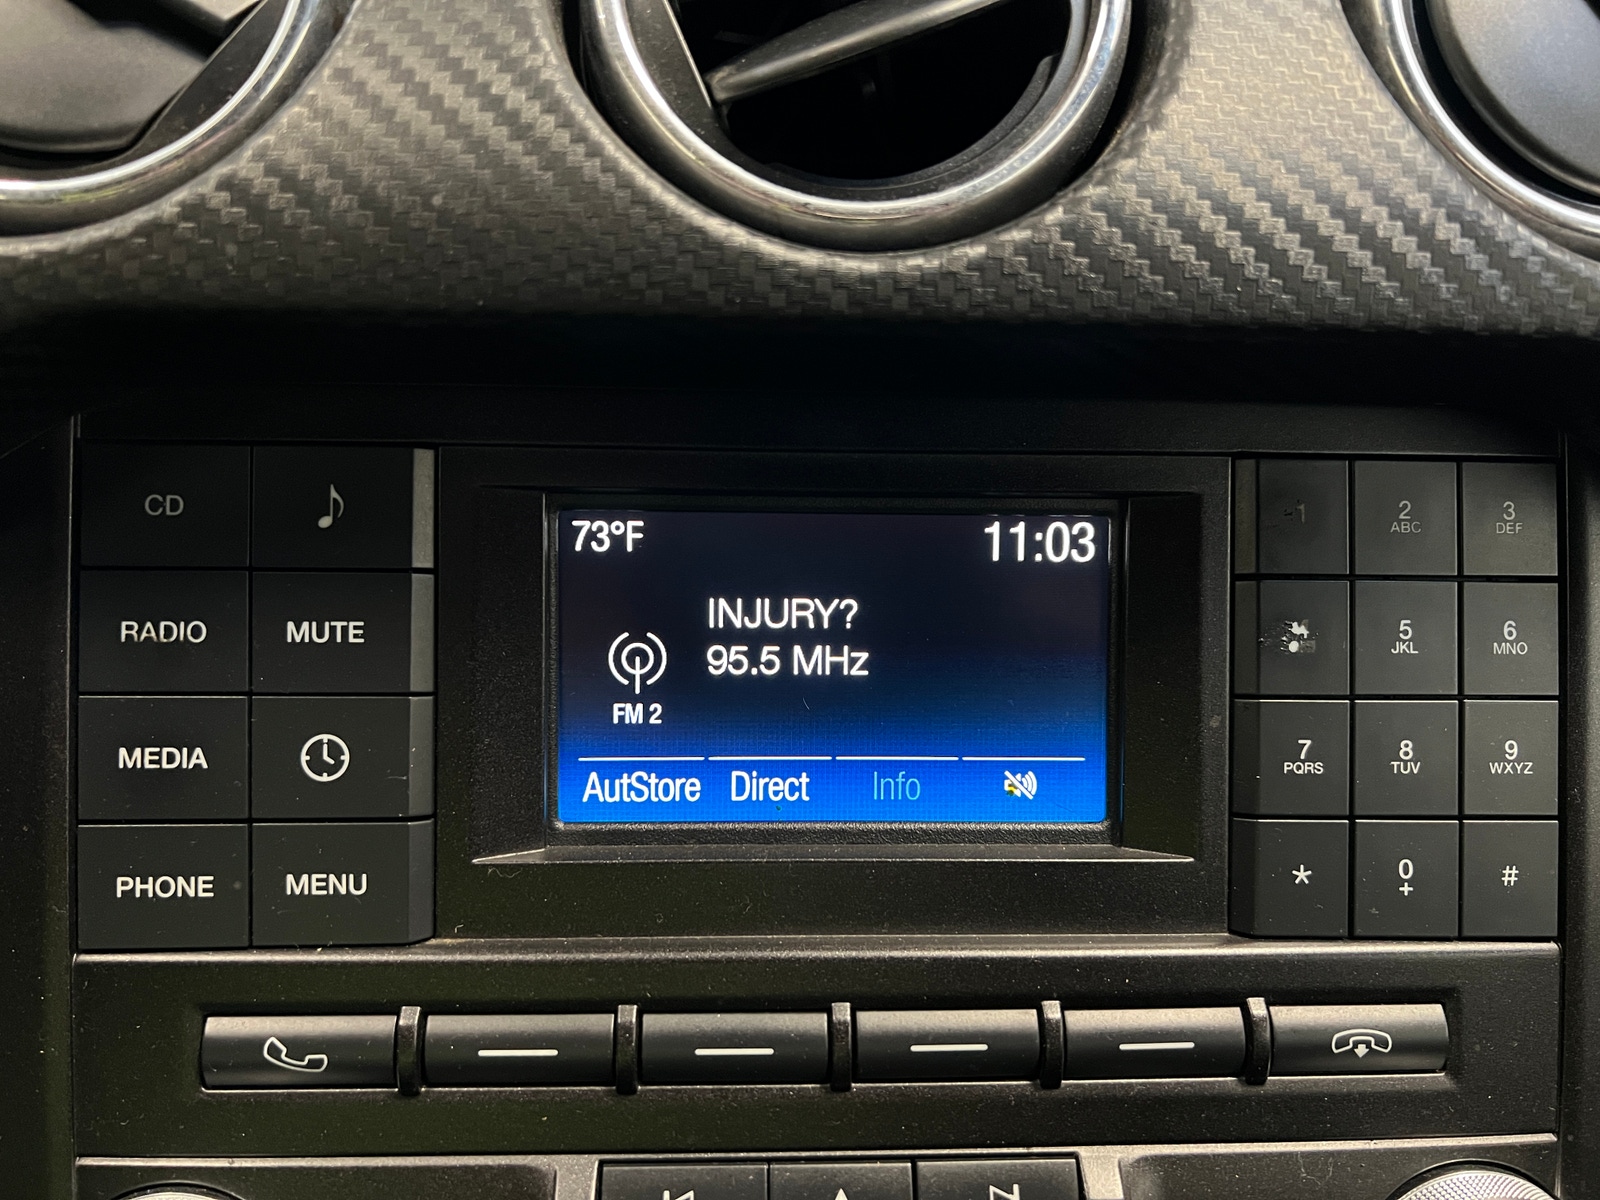 73°F
11:03
INJURY?
95.5 MHz
FM 2
AutStore Direct Info
CD
RADIO MUTE
MEDIA
PHONE MENU
1
2
ABC
3
DEF
5
JKL
6
MNO
7
PQRS
8
TUV
9
WXYZ
*
0
+
#